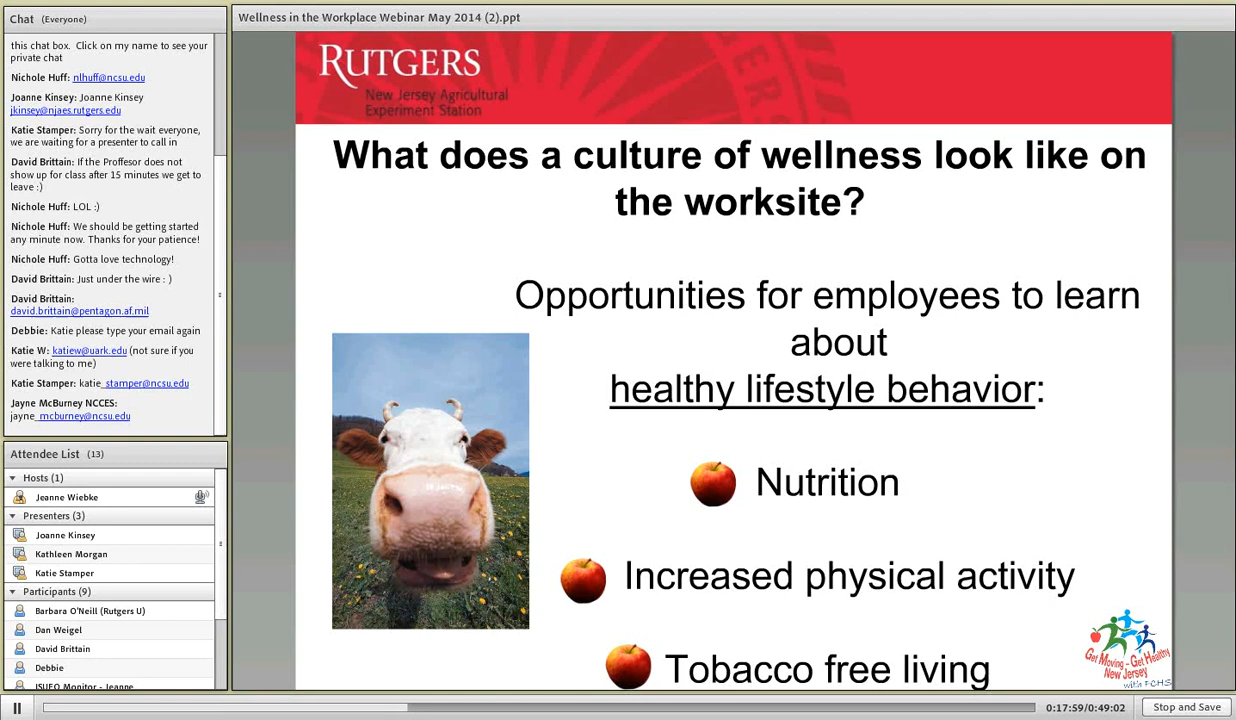 Chat (Everyone)
this chat box. Click on my name to see your
private chat
Nichole Huff: nlhuff@ncsu.edu
Joanne Kinsey: Joanne Kinsey
jkinsey@njaes.rutgers.edu
Katie Stamper: Sorry for the wait everyone,
we are waiting for a presenter to call in
David Brittain: If the Proffesor does not
show up for class after 15 minutes we get to
leave :)
Nichole Huff: LOL :)
Nichole Huff: We should be getting started
any minute now. Thanks for your patience!
Nichole Huff: Gotta love technology!
David Brittain: Just under the wire : )
David Brittain:
david.brittain@pentagon.af.mil
Debbie: Katie please type your email again
Katie W: katiew@uark.edu (not sure if you
were talking to me)
Katie Stamper: katie_stamper@ncsu.edu
Jayne McBurney NCCES:
jayne_mcburney@ncsu.edu
Attendee List (13)
Hosts (1)
Jeanne Wiebke
Presenters (3)
Joanne Kinsey
Kathleen Morgan
Katie Stamper
Participants (9)
Barbara O'Neill (Rutgers U)
Dan Weigel
David Brittain
Debbie
ISUEO Monitor - Jeanne
Wellness in the Workplace Webinar May 2014 (2).ppt
RUTGERS
New Jersey Agricultural
Experiment Station
What does a culture of wellness look like on
the worksite?
Opportunities for employees to learn
about
healthy lifestyle behavior:
Nutrition
Increased physical activity
Tobacco free living
Get Moving - Get Healthy
New Jersey
with FCHS
0:17:59/0:49:02
Stop and Save